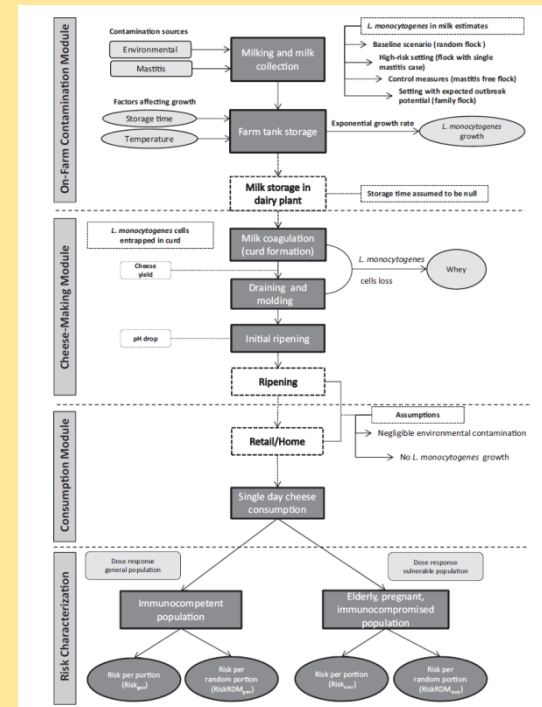 On-Farm Contamination Module
Contamination sources
Environmental
Mastitis
Milking and milk
collection
L. monocytogenes
in milk estimates
Baseline scenario (random flock )
High-risk setting (flock with single
mastitis case)
Control measures (mastitis free flock)
Setting with expected outbreak
potential (family flock)
Factors affecting growth
Storage time
Temperature
Farm tank storage
Exponential growth rate
L. monocytogenes
growth
Milk storage in
dairy plant
Storage time assumed to be null
Cheese-Making Module
L. monocytogenes cells
entrapped in curd
Milk coagulation
(curd formation)
Cheese
yield
L. monocytogenes
cells loss
Whey
Draining and
molding
pH drop
Initial ripening
Ripening
Consumption Module
Assumptions
Negligible environmental contamination
No L. monocytogenes growth
Retail/Home
Single day cheese
consumption
Risk Characterization
Dose response
general population
Dose response
vulnerable population
Immunocompetent
population
Elderly, pregnant,
immunocompromised
population
Risk per portion
(Riskgen)
Risk per
random portion
(RiskRDMgen)
Risk per portion
Risk per
random portion